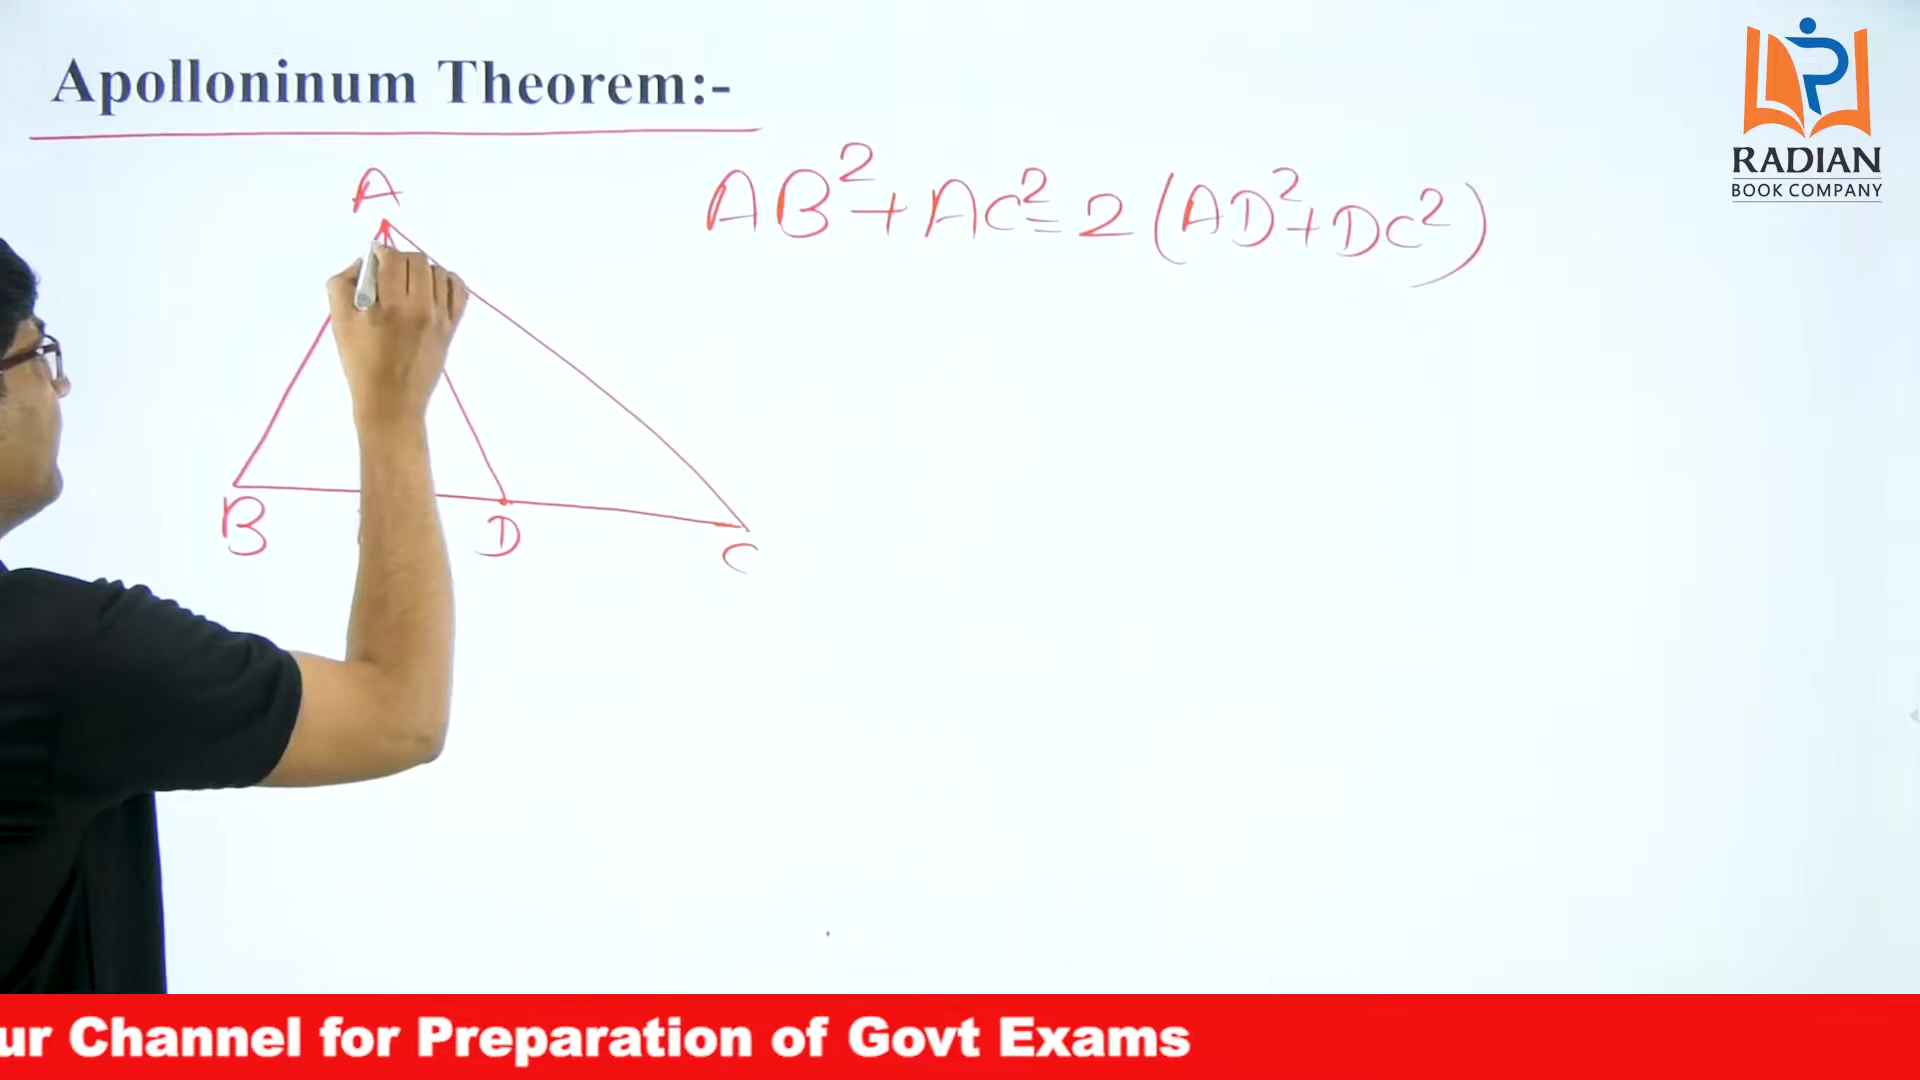 Apolloninum Theorem:-
RADIAN
BOOK COMPANY
A
AB²+AC²=2(AD²+DC²)
B
D
C
ur Channel for Preparation of Govt Exams